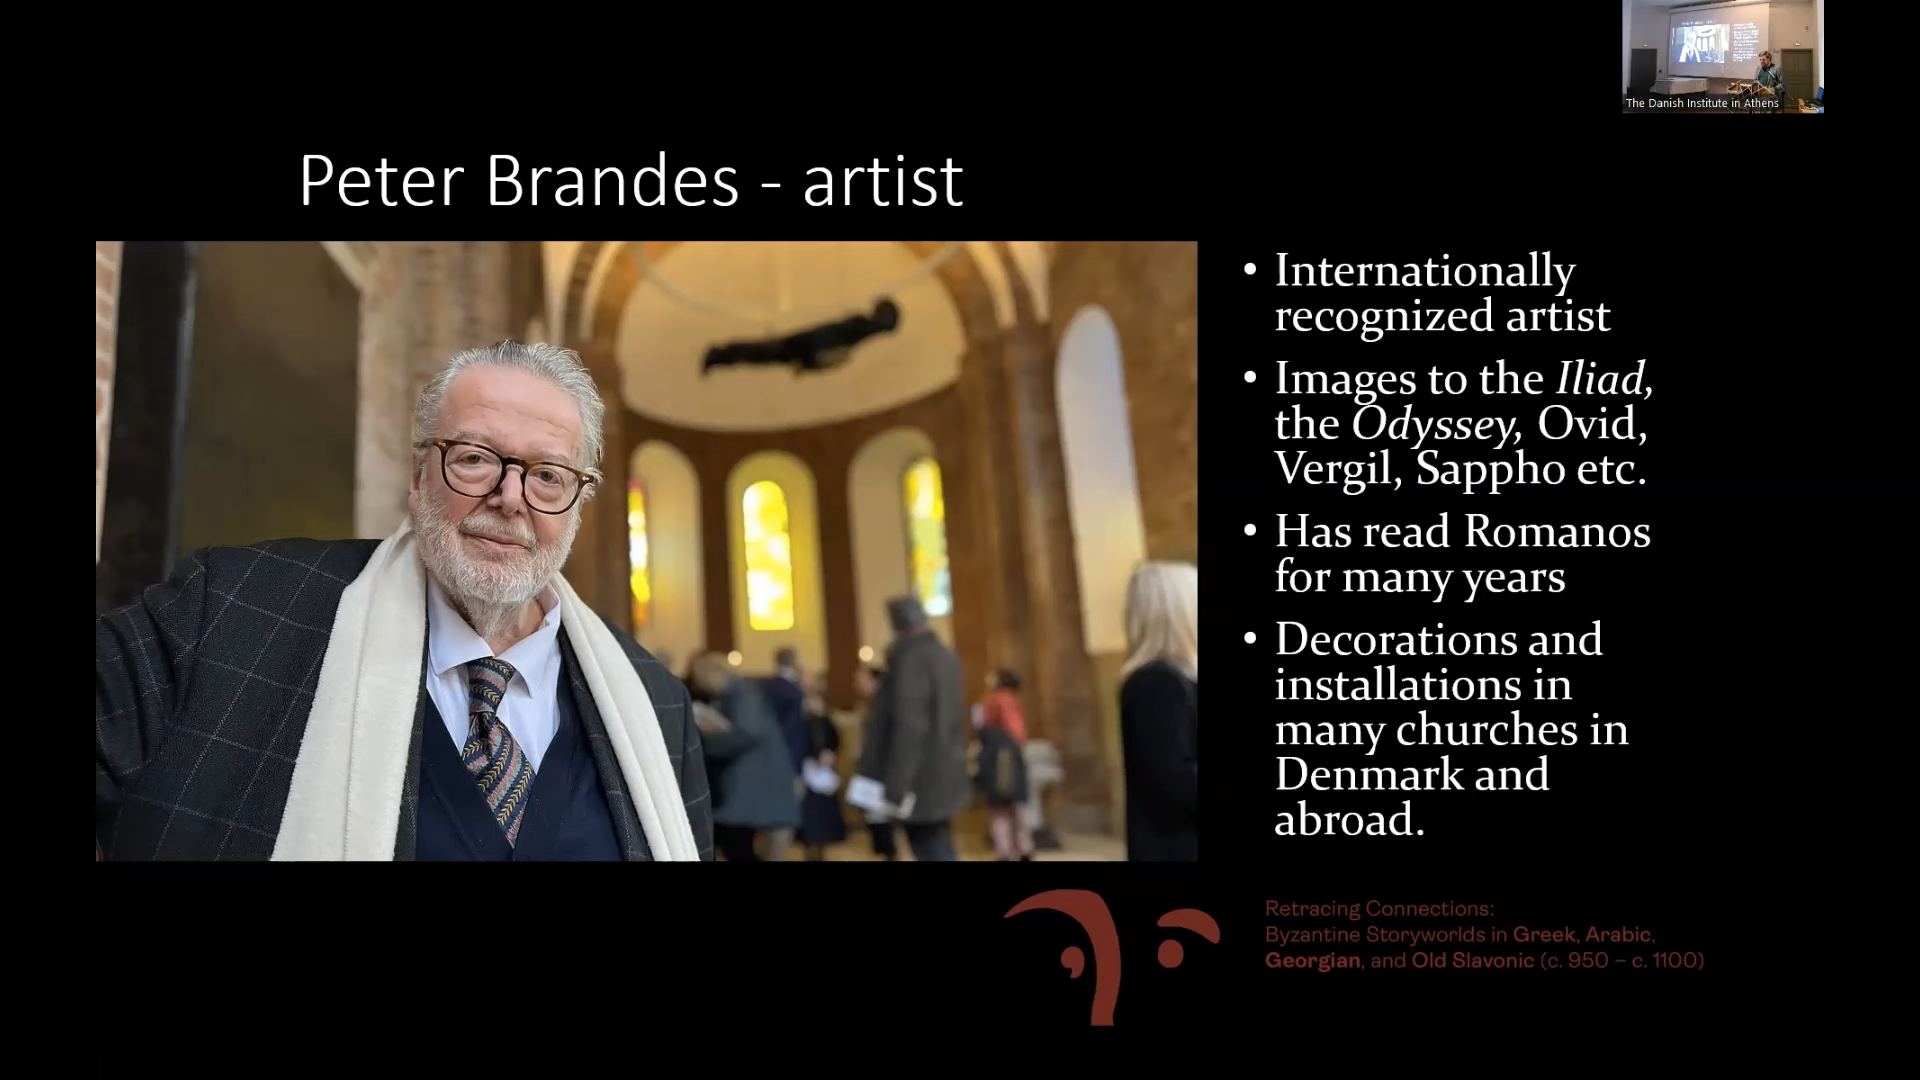 The Danish Institute in Athens
Peter Brandes - artist
• Internationally
recognized artist
• Images to the Iliad,
the Odyssey, Ovid,
Vergil, Sappho etc.
• Has read Romanos
for many years
• Decorations and
installations in
many churches in
Denmark and
abroad.
Retracing Connections:
Byzantine Storyworlds in Greek, Arabic,
Georgian, and Old Slavonic (c. 950 – c. 1100)